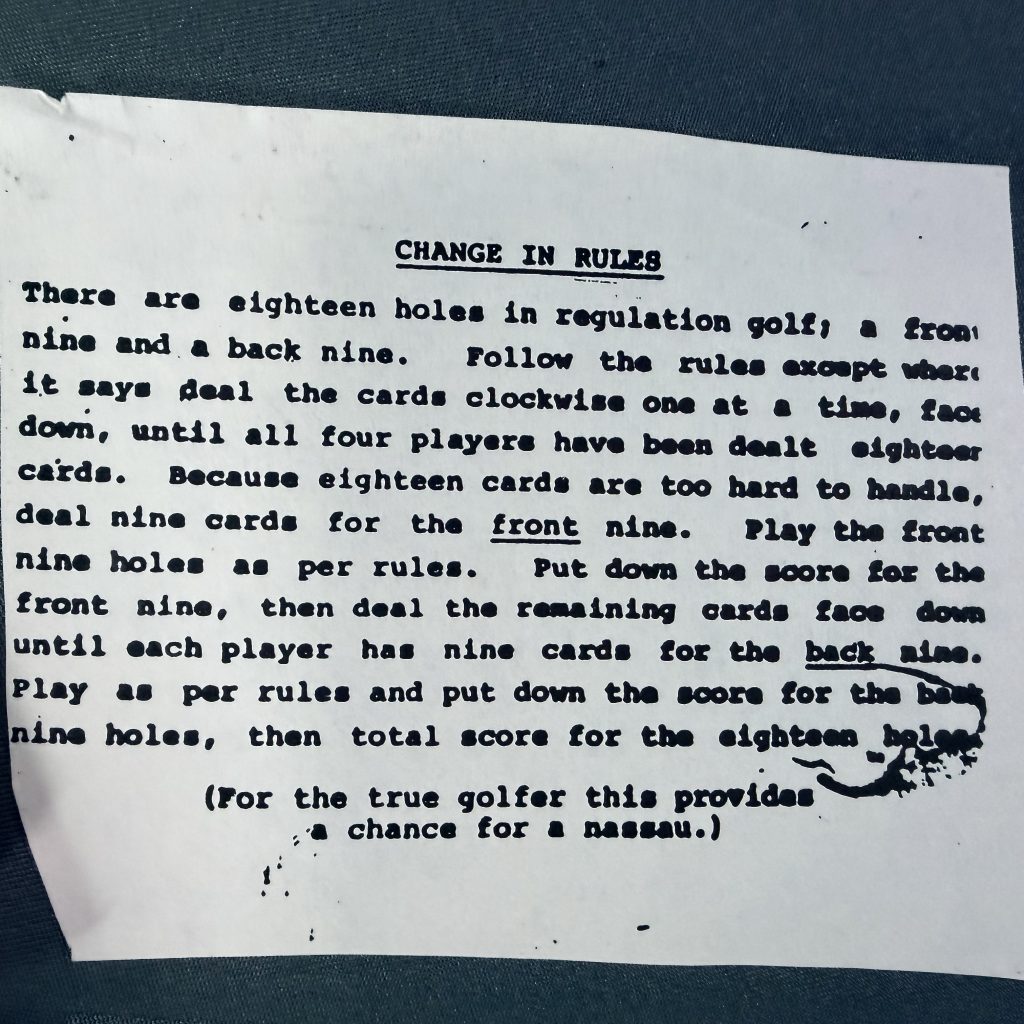 CHANGE IN RULES
There are eighteen holes in regulation golf; a front
nine and a back nine. Follow the rules except where
it says deal the cards clockwise one at a time, face
down, until all four players have been dealt eighteen
cards. Because eighteen cards are too hard to handle,
deal nine cards for the front nine. Play the front
nine holes as per rules. Put down the score for the
front nine, then deal the remaining cards face down
until each player has nine cards for the back nine.
Play as per rules and put down the score for the back
nine holes, then total score for the eighteen holes.
(For the true golfer this provides
a chance for a nassau.)